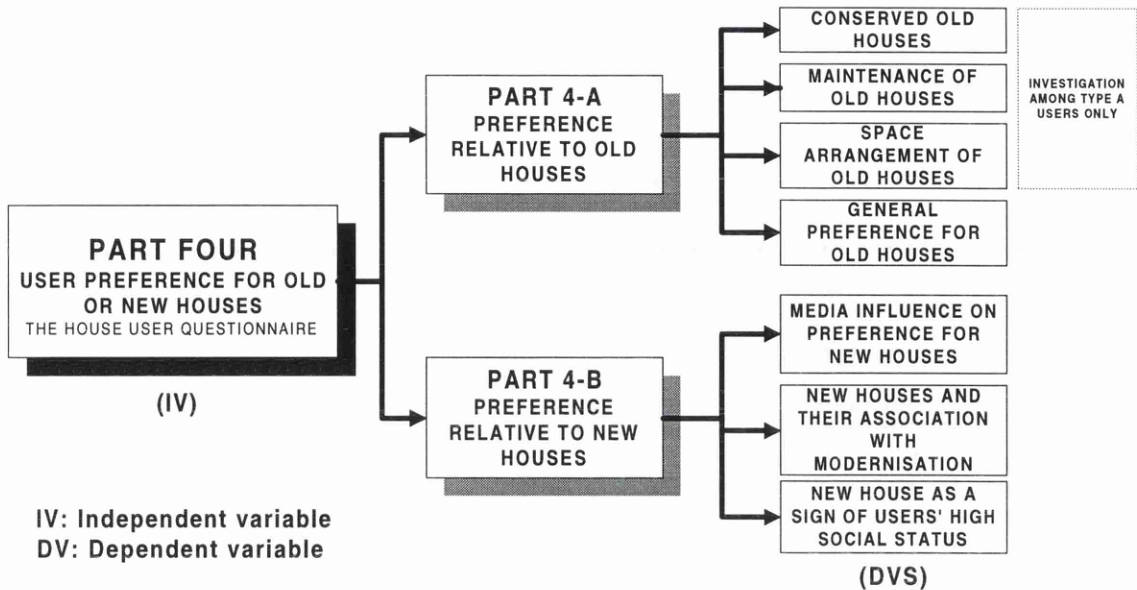 PART FOUR
USER PREFERENCE FOR OLD
OR NEW HOUSES
THE HOUSE USER QUESTIONNAIRE
(IV)
PART 4-A
PREFERENCE
RELATIVE TO OLD
HOUSES
CONSERVED OLD
HOUSES
MAINTENANCE OF
OLD HOUSES
SPACE
ARRANGEMENT OF
OLD HOUSES
GENERAL
PREFERENCE FOR
OLD HOUSES
INVESTIGATION
AMONG TYPE A
USERS ONLY
PART 4-B
PREFERENCE
RELATIVE TO NEW
HOUSES
MEDIA INFLUENCE ON
PREFERENCE FOR
NEW HOUSES
NEW HOUSES AND
THEIR ASSOCIATION
WITH
MODERNISATION
NEW HOUSE AS A
SIGN OF USERS' HIGH
SOCIAL STATUS
(DVS)
IV: Independent variable
DV: Dependent variable